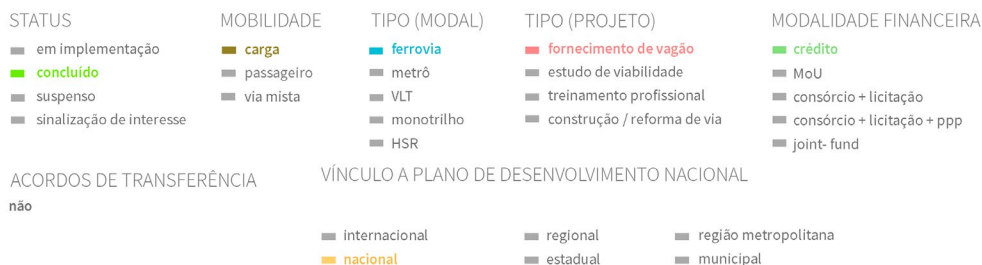 STATUS
em implementação
concluído
suspenso
sinalização de interesse
MOBILIDADE
carga
passageiro
via mista
TIPO (MODAL)
ferrovia
metrô
VLT
monotrilho
HSR
TIPO (PROJETO)
fornecimento de vagão
estudo de viabilidade
treinamento profissional
construção / reforma de via
MODALIDADE FINANCEIRA
crédito
MoU
consórcio + licitação
consórcio + licitação + ppp
joint- fund
ACORDOS DE TRANSFERÊNCIA
não
VÍNCULO A PLANO DE DESENVOLVIMENTO NACIONAL
internacional
nacional
regional
estadual
região metropolitana
municipal